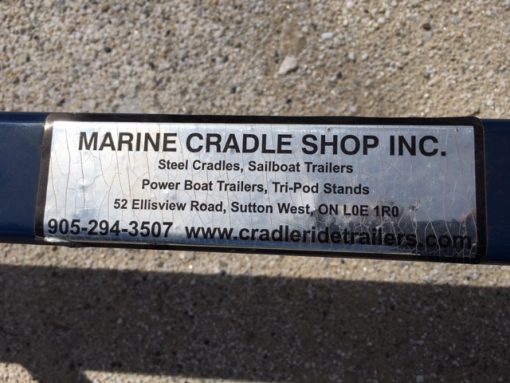 MARINE CRADLE SHOP INC.
Steel Cradles, Sailboat Trailers
Power Boat Trailers, Tri-Pod Stands
52 Ellisview Road, Sutton West, ON L0E 1R0
905-294-3507 www.cradleridetrailers.com